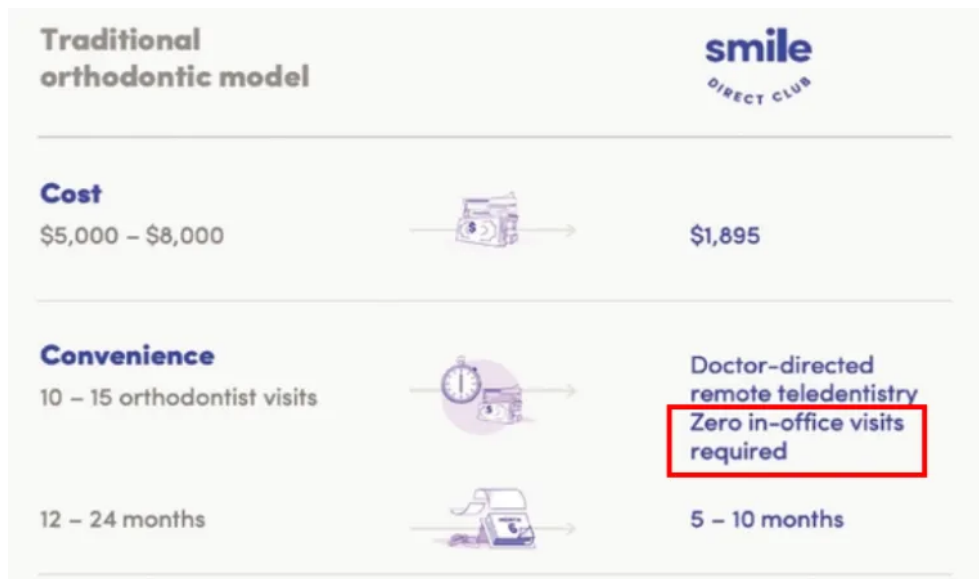 Traditional
orthodontic model
smile
DIRECT CLUB
Cost
$5,000 – $8,000
$1,895
Convenience
10 – 15 orthodontist visits
Doctor-directed
remote teledentistry
Zero in-office visits
required
12 – 24 months
5 – 10 months